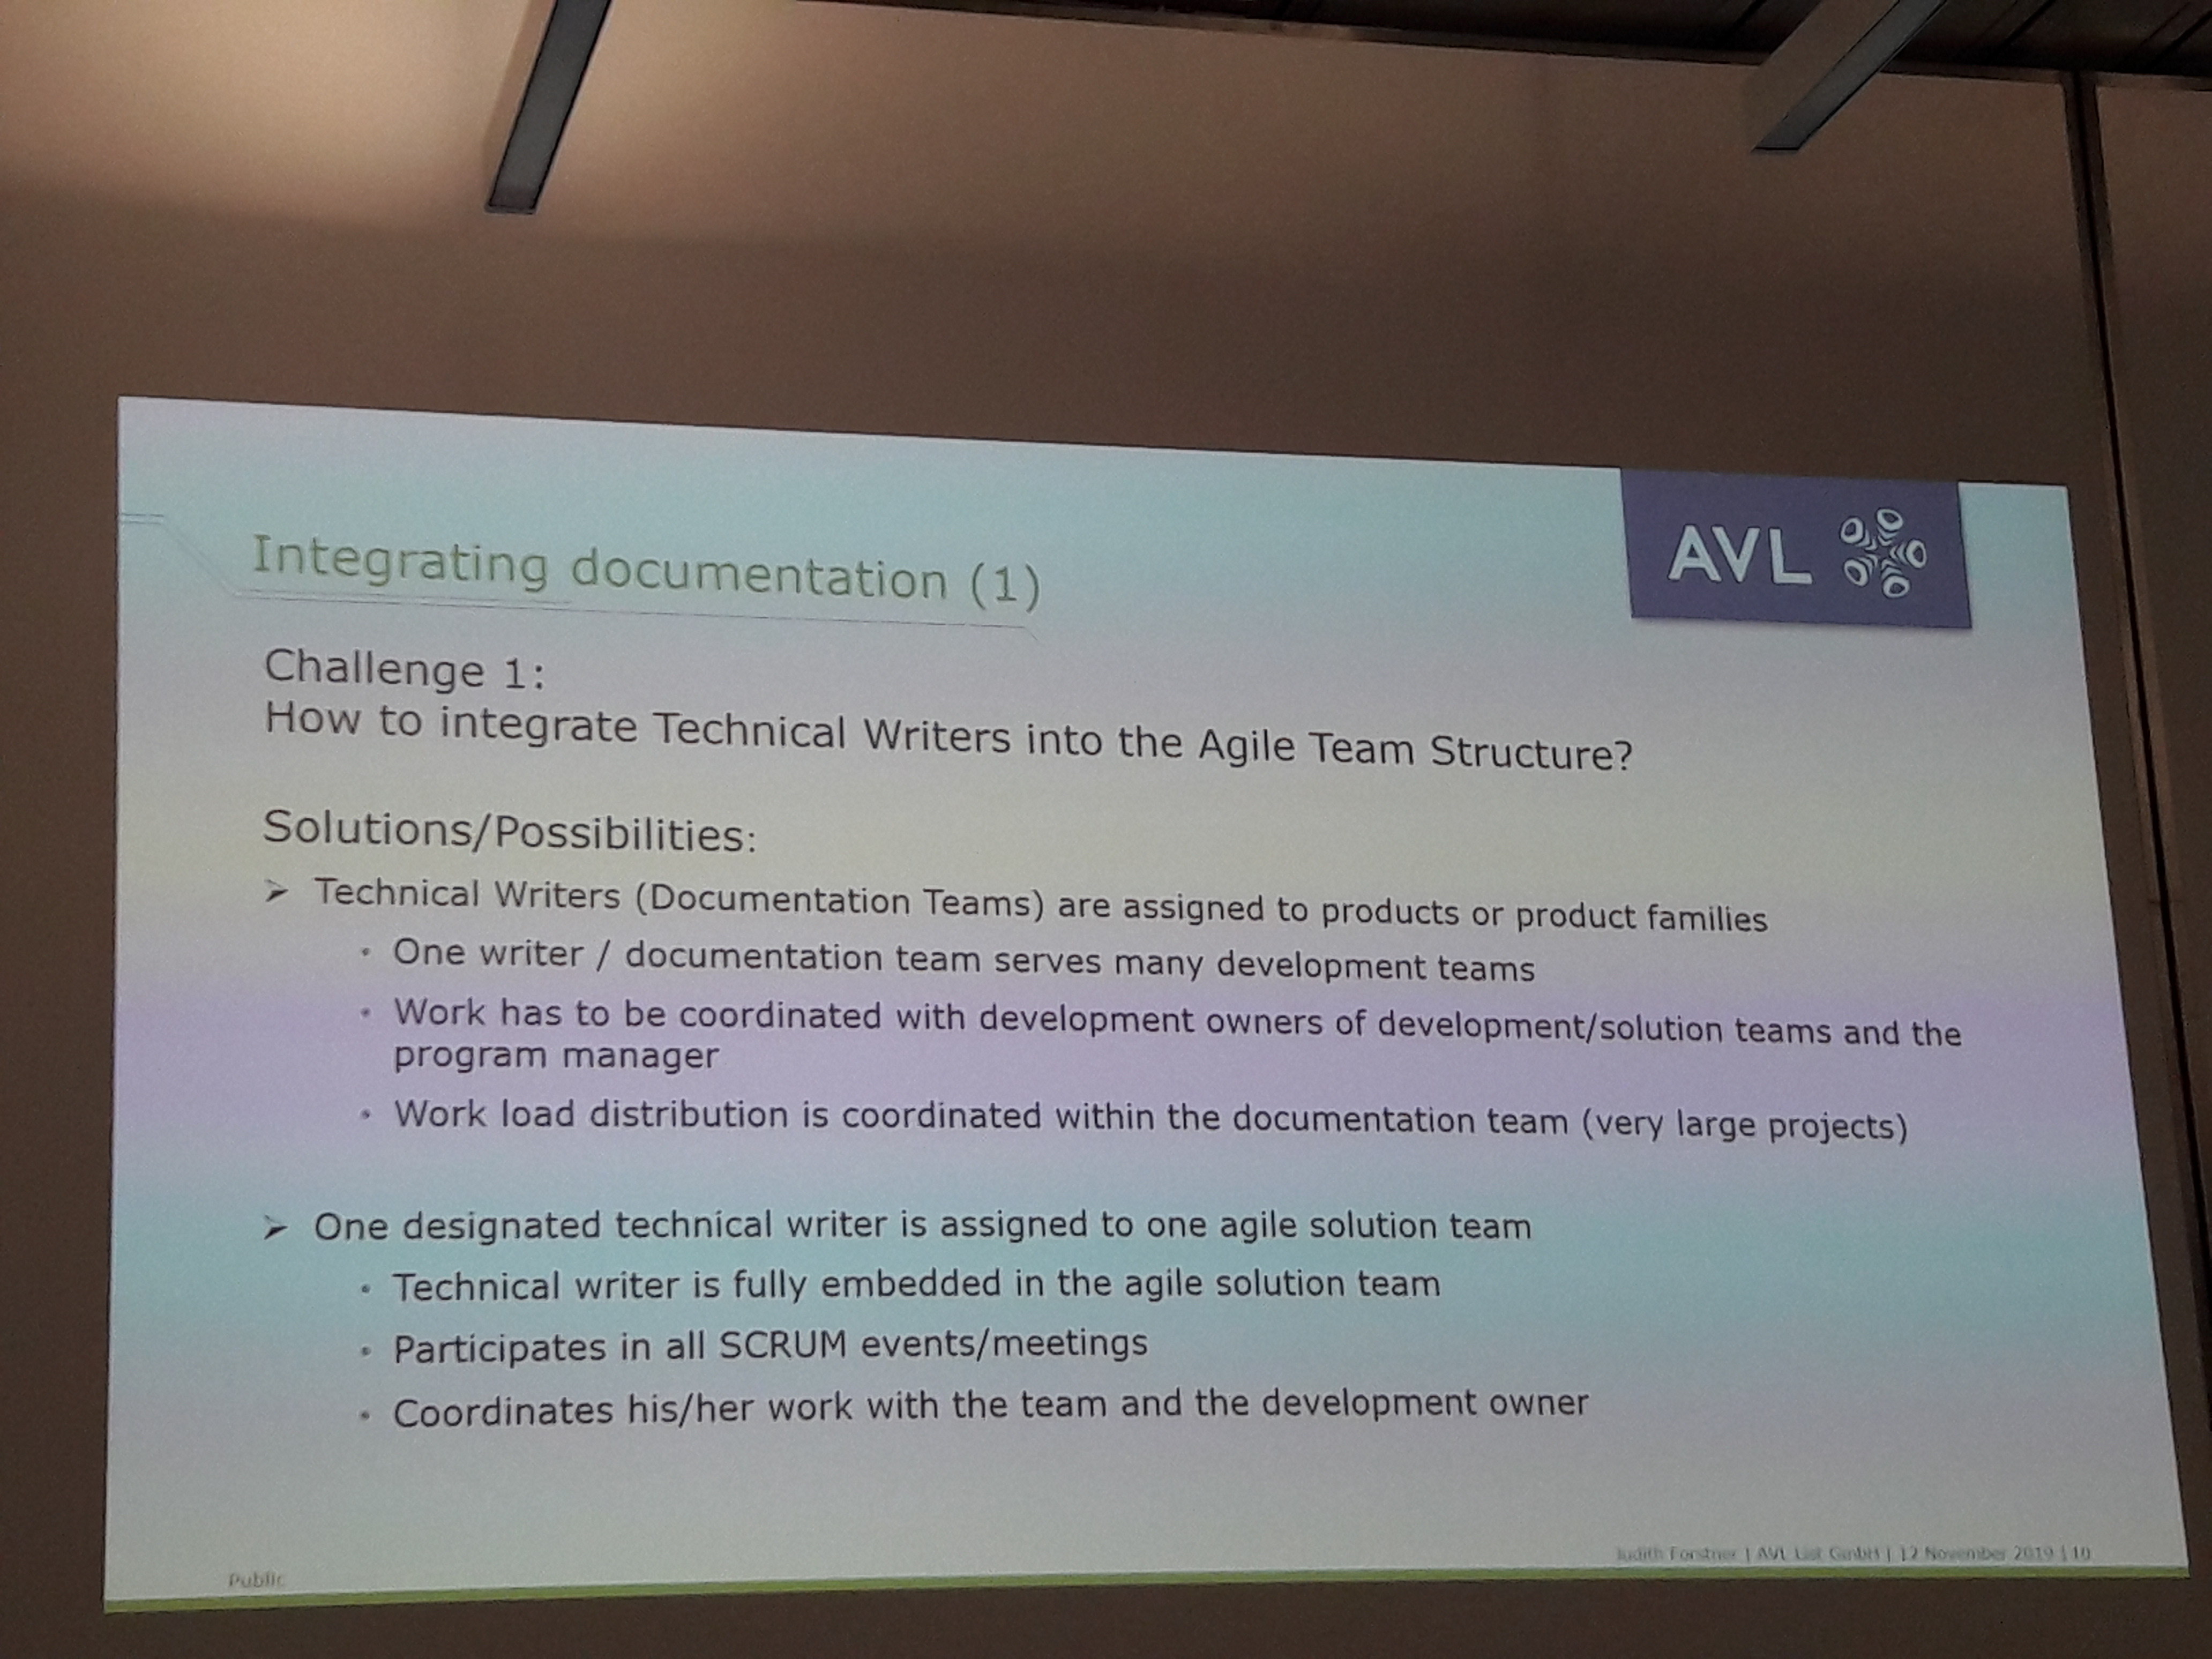 AVL
Integrating documentation (1)
Challenge 1:
How to integrate Technical Writers into the Agile Team Structure?
Solutions/Possibilities:
➢ Technical Writers (Documentation Teams) are assigned to products or product families
• One writer / documentation team serves many development teams
• Work has to be coordinated with development owners of development/solution teams and the
program manager
• Work load distribution is coordinated within the documentation team (very large projects)
➢ One designated technical writer is assigned to one agile solution team
• Technical writer is fully embedded in the agile solution team
• Participates in all SCRUM events/meetings
• Coordinates his/her work with the team and the development owner
Judith Forstner | AVL List GmbH | 12 November 2019 | 10
Public